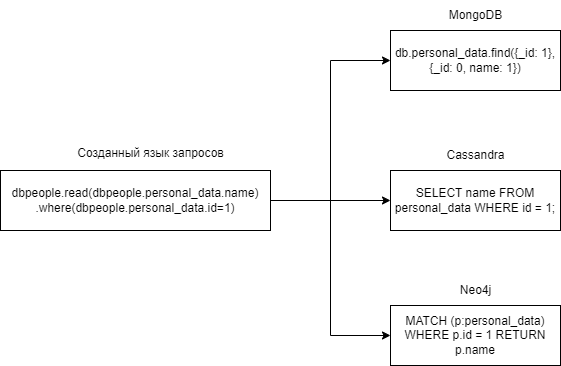 MongoDB
db.personal_data.find({_id: 1},
{_id: 0, name: 1})
Созданный язык запросов
dbpeople.read(dbpeople.personal_data.name)
.where(dbpeople.personal_data.id=1)
Cassandra
SELECT name FROM
personal_data WHERE id = 1;
Neo4j
MATCH (p:personal_data)
WHERE p.id = 1 RETURN
p.name